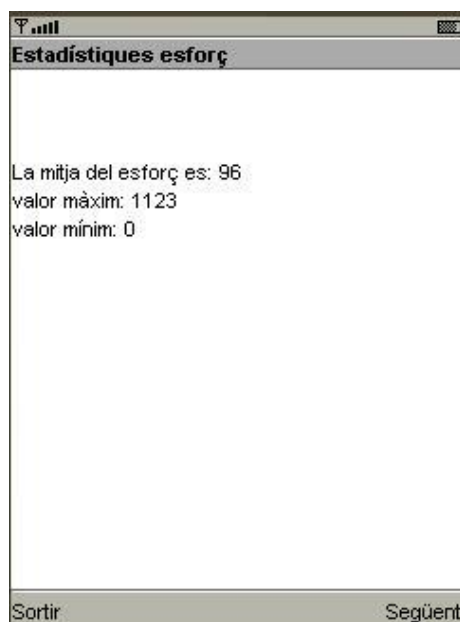 Estadístiques esforç
La mitja del esforç es: 96
valor màxim: 1123
valor mínim: 0
Sortir
Següent